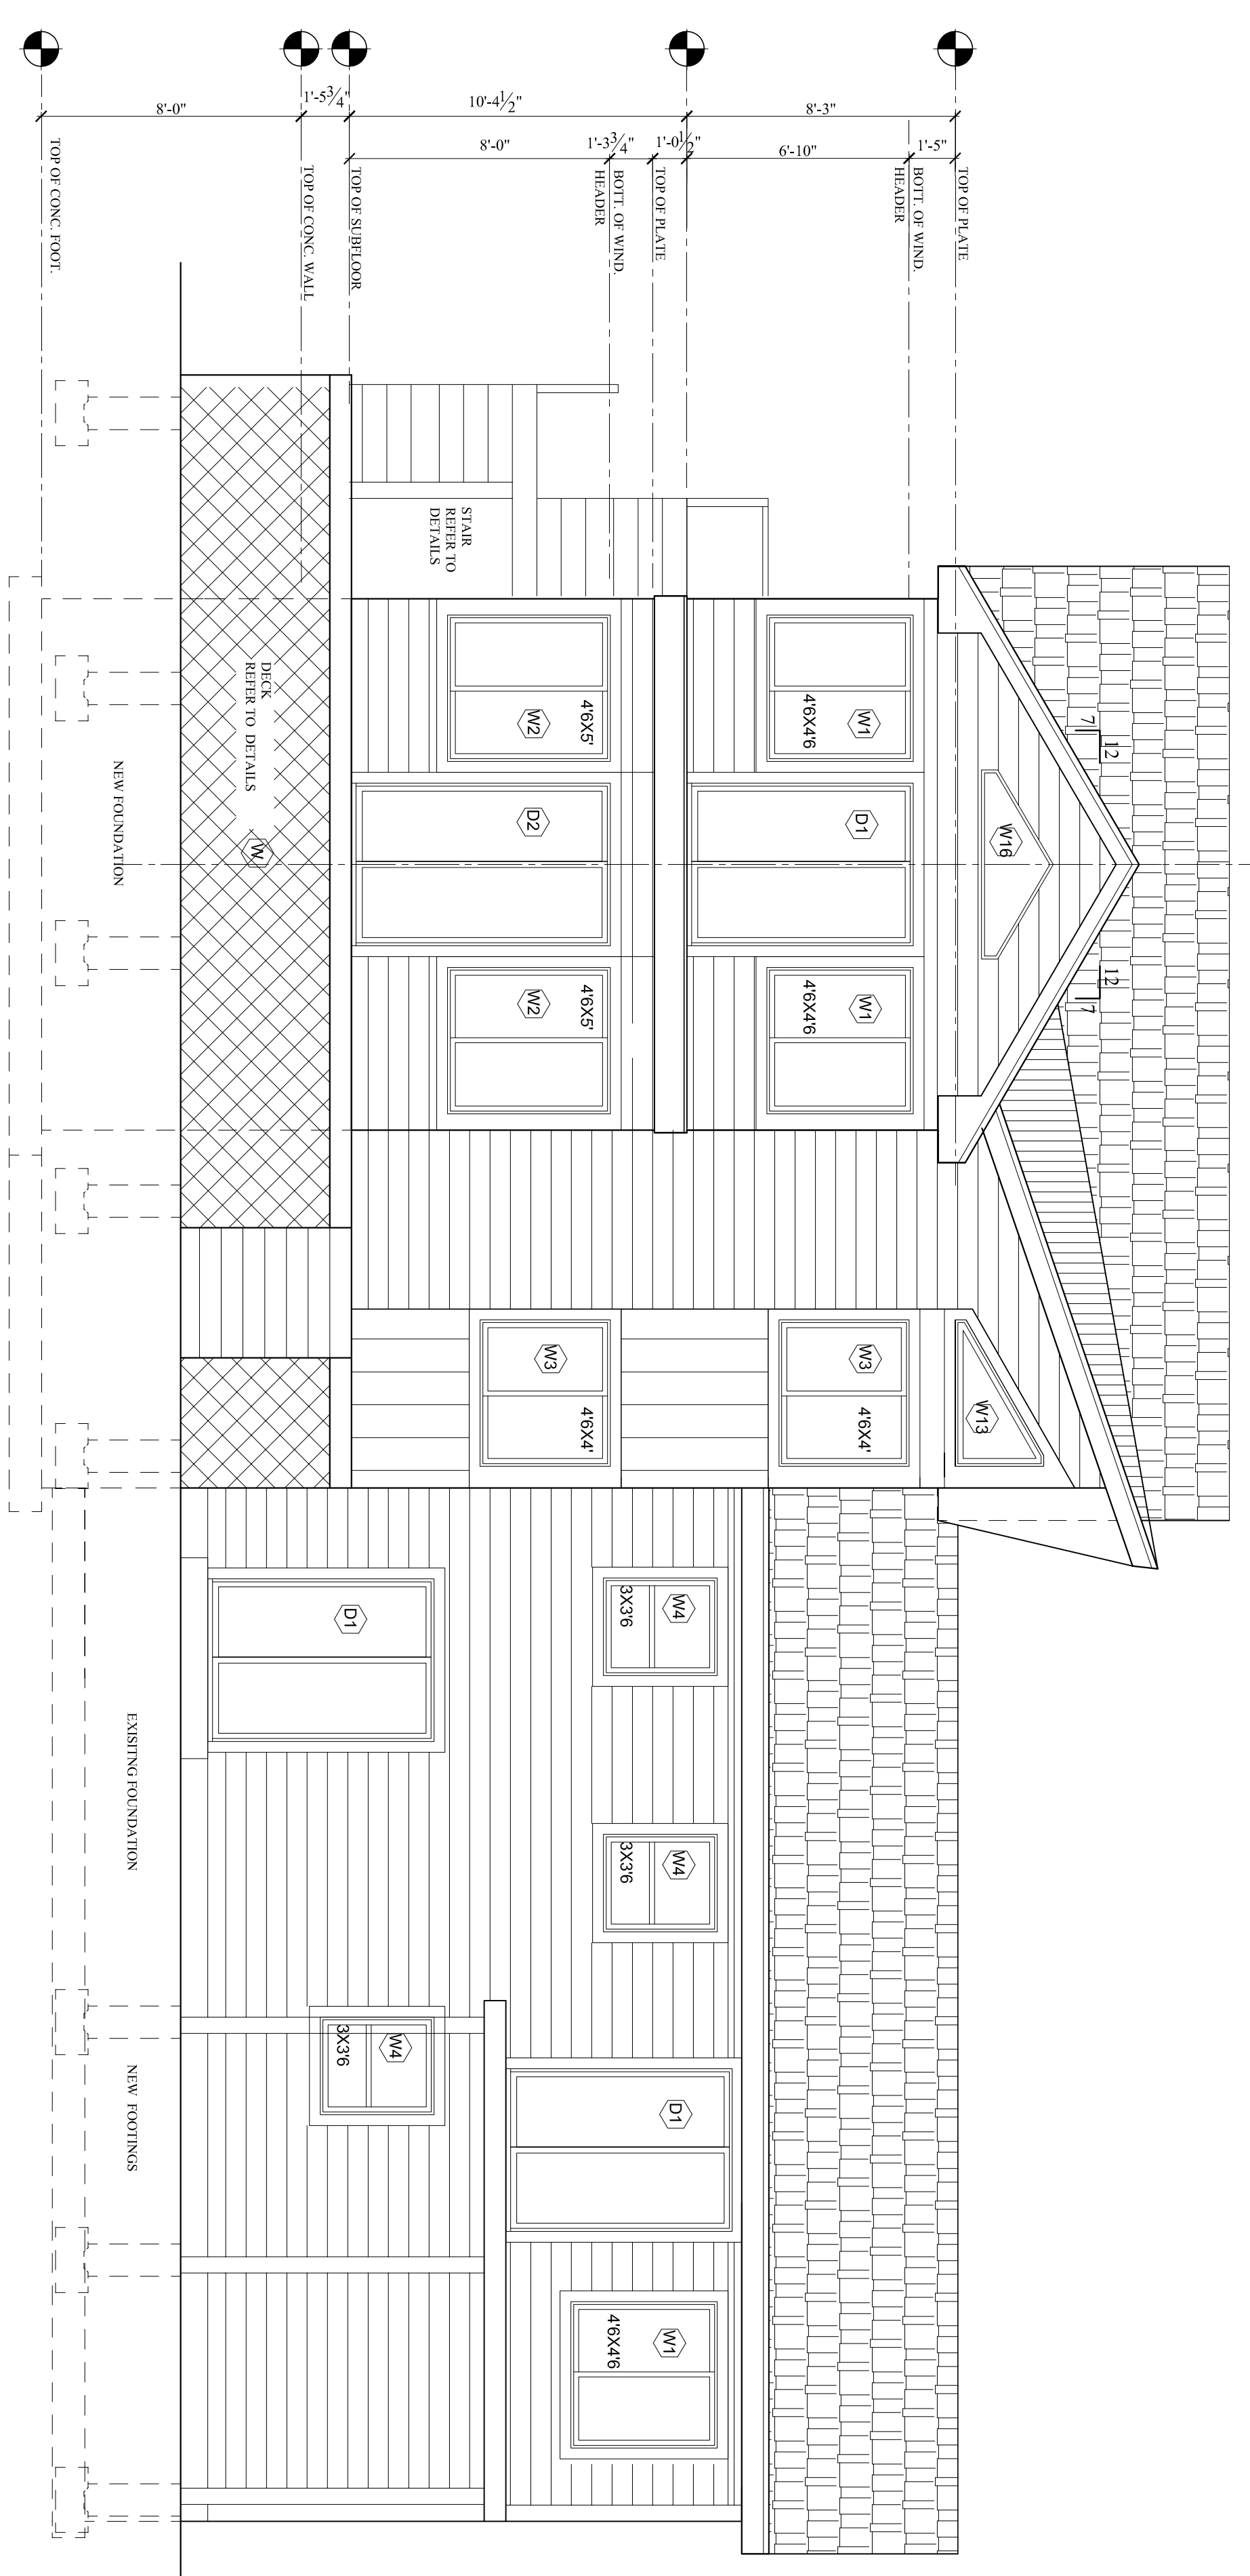 8'-0"
1'-5 3/4"
10'-4 1/2"
8'-3"
8'-0"
1'-3 3/4"
1'-0 1/2"
6'-10"
1'-5"
TOP OF PLATE
BOTT. OF WIND.
HEADER
TOP OF PLATE
BOTT. OF WIND.
HEADER
TOP OF SUBFLOOR
TOP OF CONC. WALL
TOP OF CONC. FOOT.
STAIR
REFER TO
DETAILS
DECK
REFER TO DETAILS
W
NEW FOUNDATION
12
7
12
7
W16
W1
4'6X4'6
D1
W1
4'6X4'6
4'6X5'
W2
D2
4'6X5'
W2
W13
W3
4'6X4'
W3
4'6X4'
W4
3X3'6
W4
3X3'6
D1
W4
3X3'6
D1
W1
4'6X4'6
EXISITNG FOUNDATION
NEW FOOTINGS